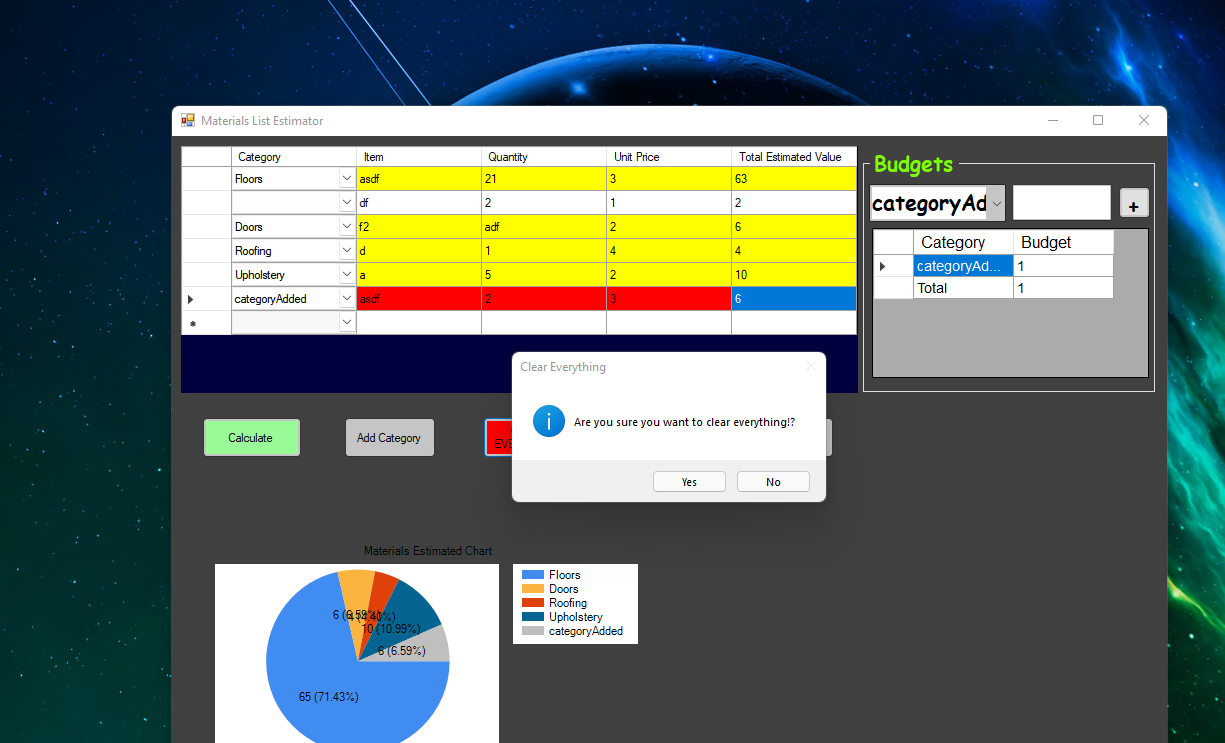 Materials List Estimator
Category Item Quantity Unit Price Total Estimated Value
Floors asdf 21 3 63
df 2 1 2
Doors f2 adf 2 6
Roofing d 1 4 4
Upholstery a 5 2 10
categoryAdded asdf 2 3 6
Budgets
categoryAd
+
Category Budget
categoryAd... 1
Total 1
Clear Everything
Are you sure you want to clear everything!?
Yes No
Calculate Add Category EVE
Materials Estimated Chart
6 (6.59%)
4 (4.40%)
10 (10.99%)
6 (6.59%)
65 (71.43%)
Floors
Doors
Roofing
Upholstery
categoryAdded